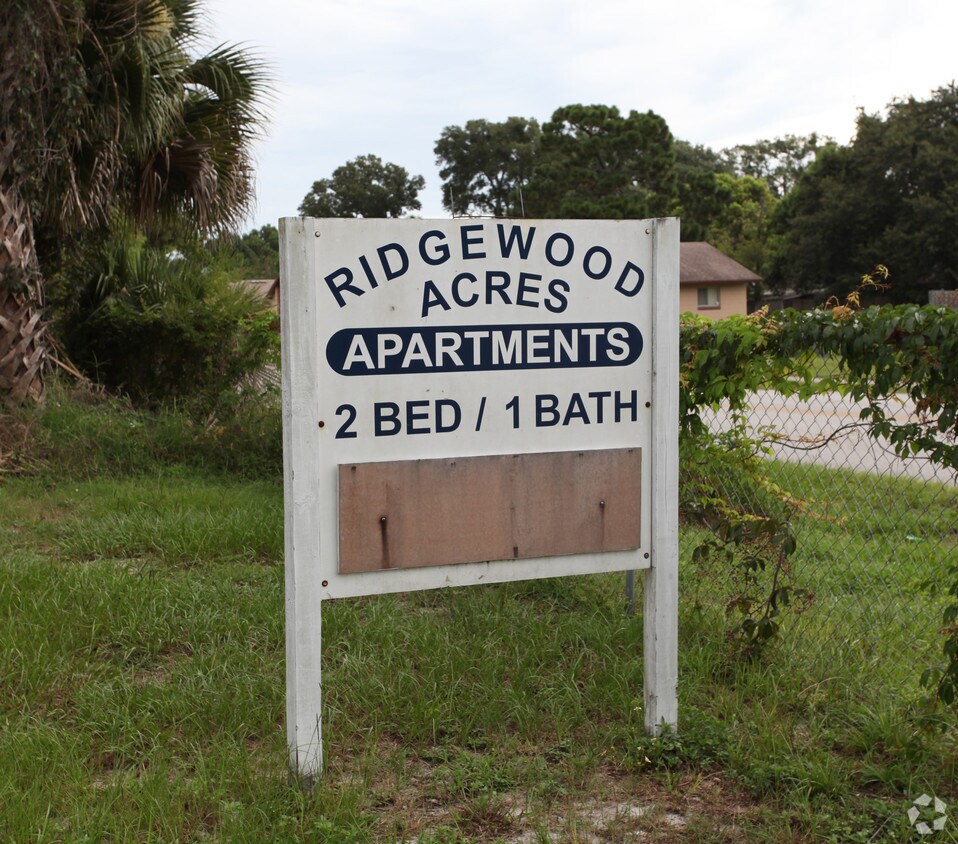 RIDGEWOOD
ACRES
APARTMENTS
2 BED / 1 BATH